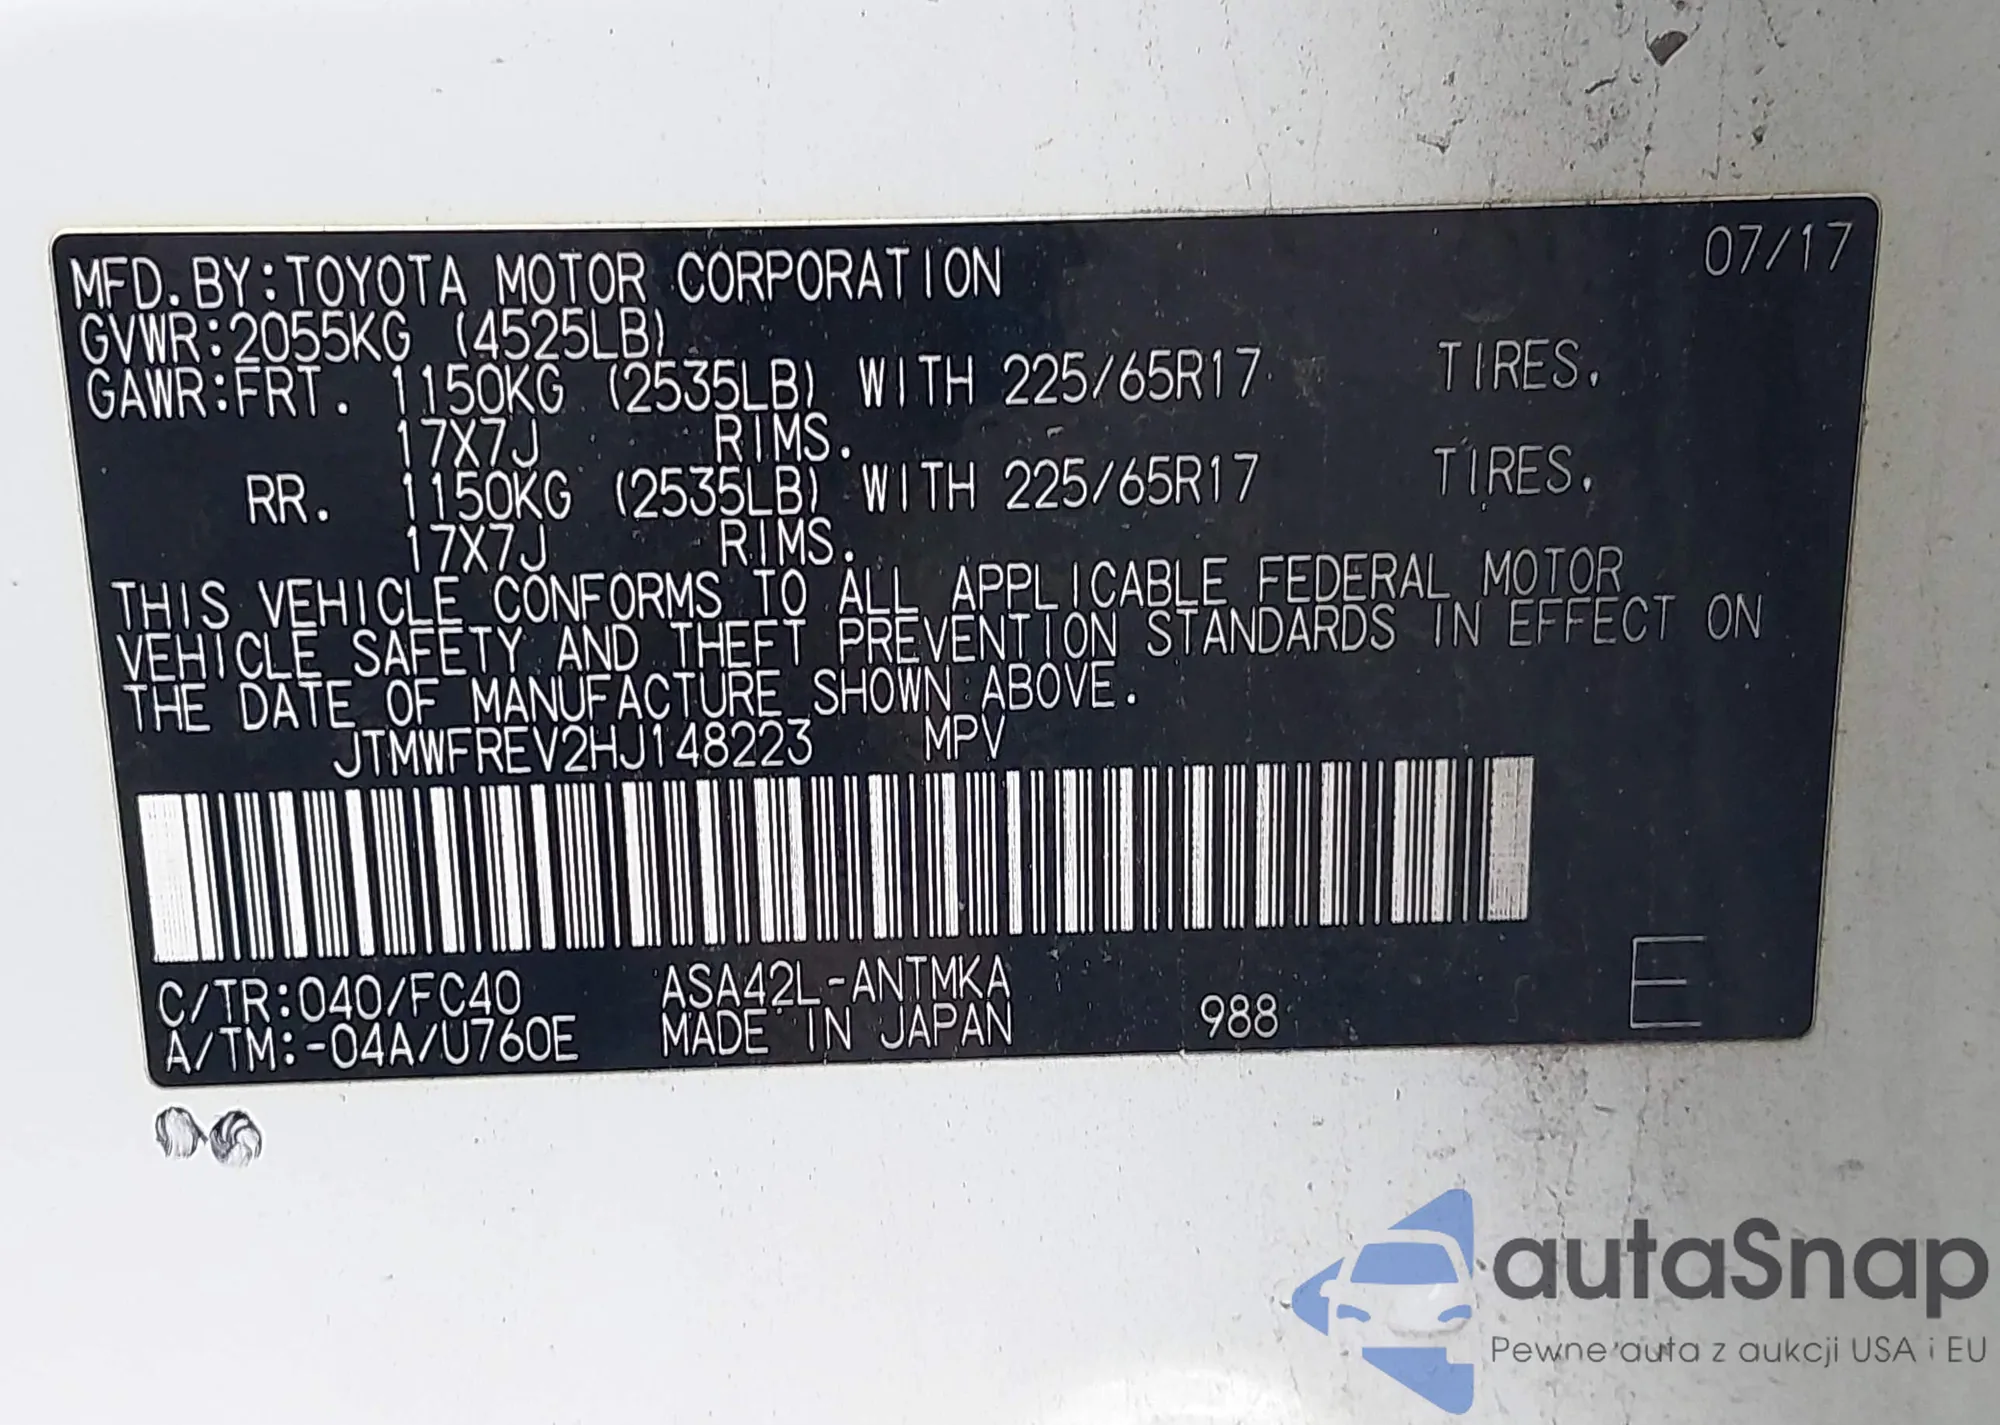 07/17
MFD.BY:TOYOTA MOTOR CORPORATION
GVWR:2055KG (4525LB)
GAWR:FRT. 1150KG (2535LB) WITH 225/65R17 TIRES.
17X7J RIMS.
RR. 1150KG (2535LB) WITH 225/65R17 TIRES.
17X7J RIMS.
THIS VEHICLE CONFORMS TO ALL APPLICABLE FEDERAL MOTOR
VEHICLE SAFETY AND THEFT PREVENTION STANDARDS IN EFFECT ON
THE DATE OF MANUFACTURE SHOWN ABOVE.
JTMWFREV2HJ148223 MPV
C/TR:040/FC40 ASA42L-ANTMKA
A/TM:-04A/U760E MADE IN JAPAN 988 E
autaSnap
Pewne auta z aukcji USA i EU